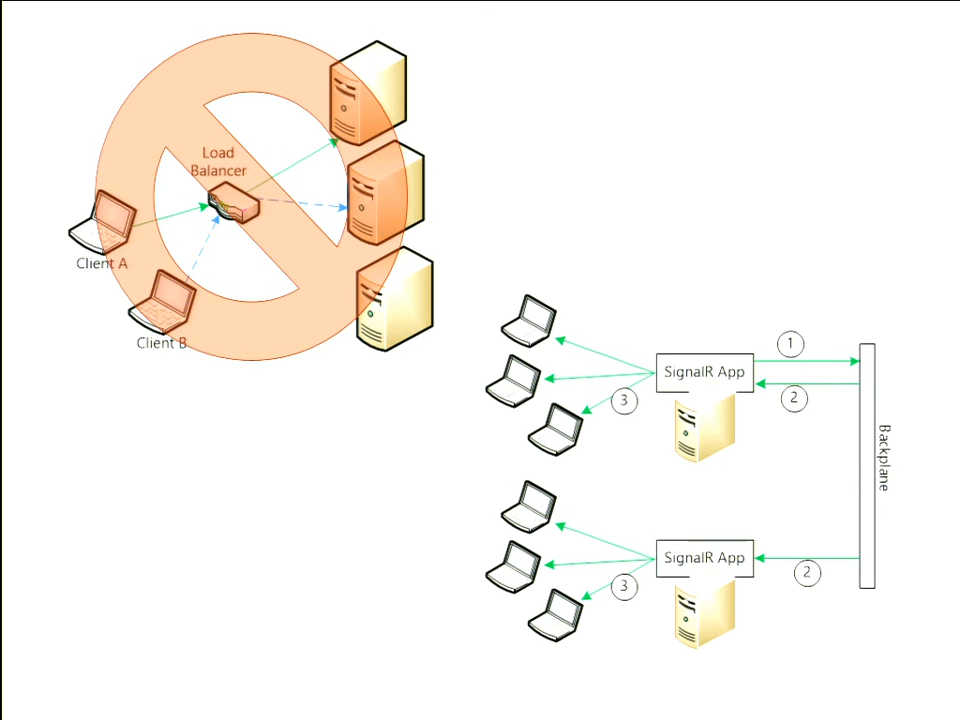 Load
Balancer
Client A
Client B
1
SignalR App
2
3
Backplane
SignalR App
2
3